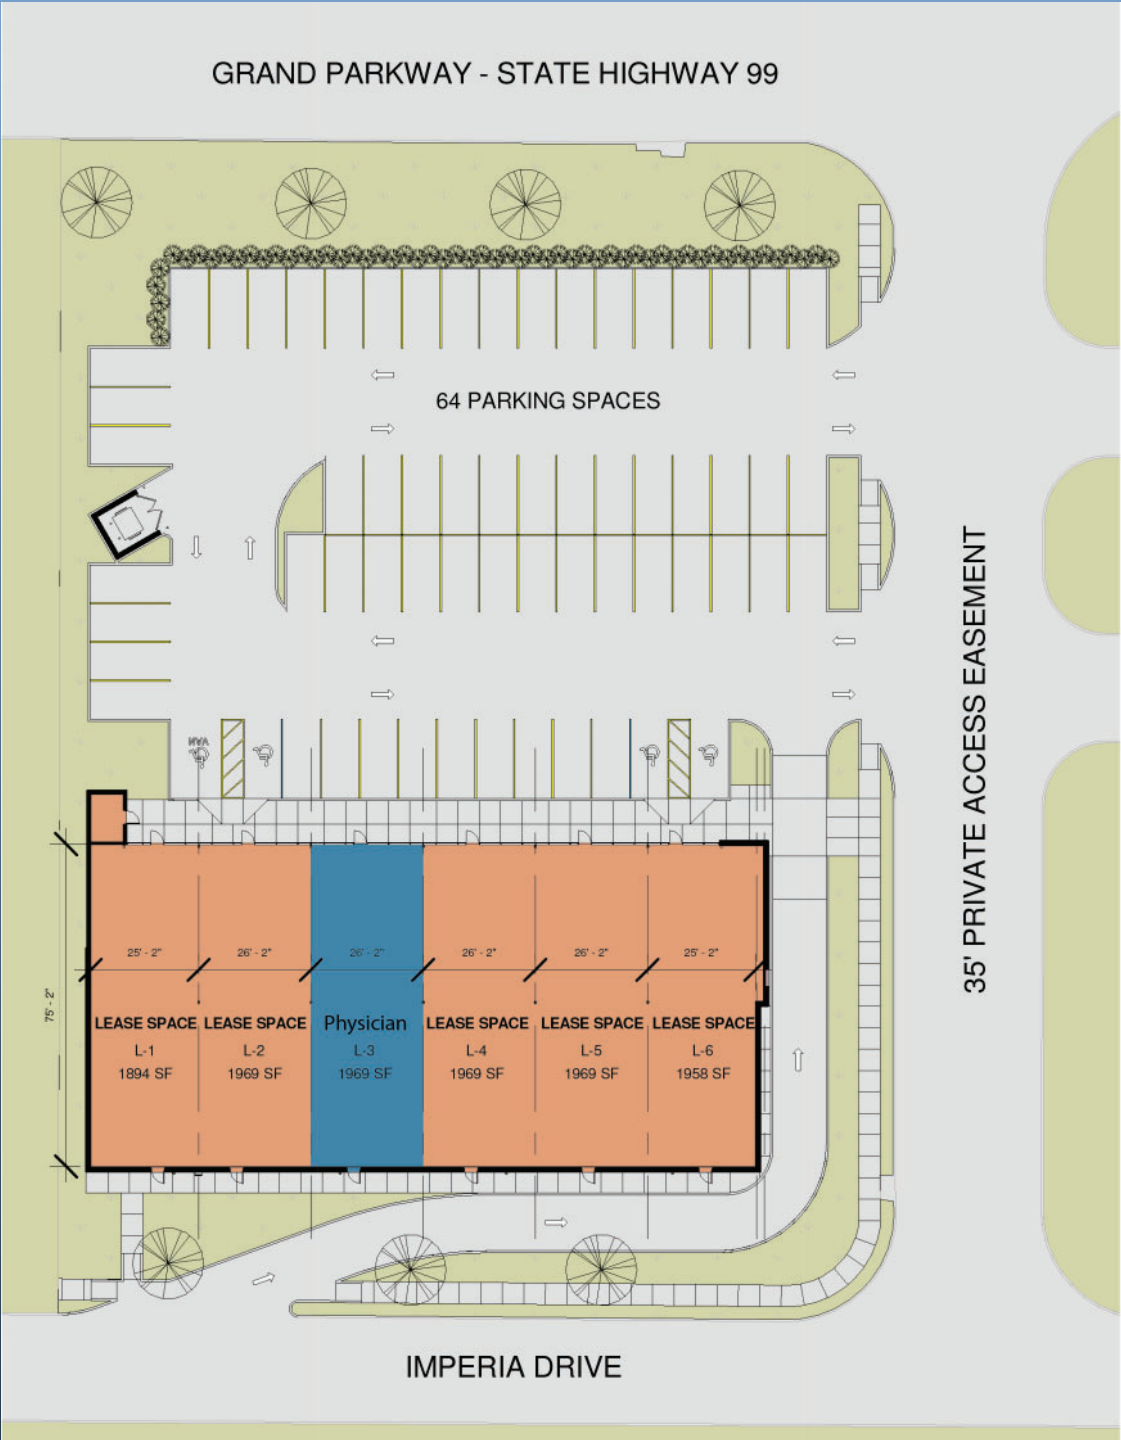 GRAND PARKWAY - STATE HIGHWAY 99
64 PARKING SPACES
35' PRIVATE ACCESS EASEMENT
VAN
25' - 2"
26' - 2"
26' - 2"
26' - 2"
26' - 2"
25' - 2"
75' - 2"
LEASE SPACE
L-1
1894 SF
LEASE SPACE
L-2
1969 SF
Physician
L-3
1969 SF
LEASE SPACE
L-4
1969 SF
LEASE SPACE
L-5
1969 SF
LEASE SPACE
L-6
1958 SF
IMPERIA DRIVE